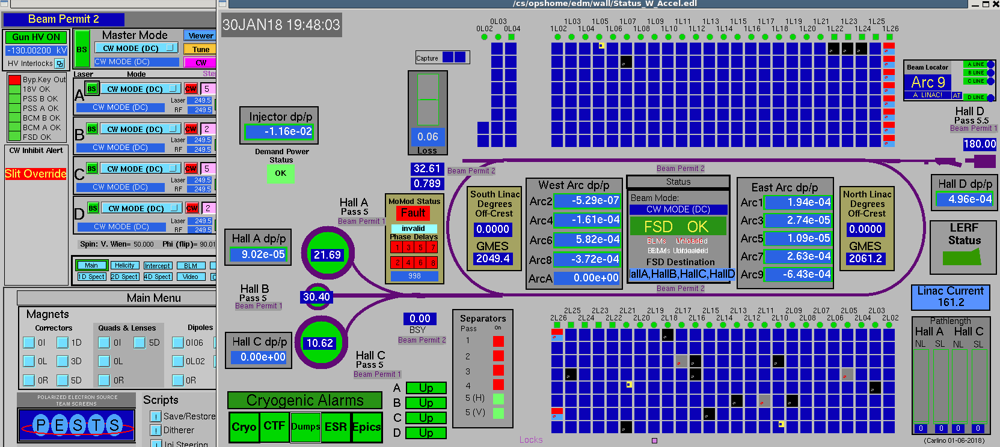 /cs/opshome/edm/wall/Status_W_Accel.edl
Beam Permit 2
Gun HV ON
-130.00200 kV
HV Interlocks
BS
Master Mode
CW MODE (DC)
CW MODE (DC)
Viewer
Tune
CW
Laser Mode
Byp.Key Out
18V OK
PSS B OK
PSS A OK
BCM B OK
BCM A OK
FSD OK
CW Inhibit Alert
Slit Override
A BS CW MODE (DC) CW 5
CW MODE (DC)
Laser 249.5
RF 249.5
B BS CW MODE (DC) CW 2
CW MODE (DC)
Laser 249.5
RF 249.5
C BS CW MODE (DC) CW 5
CW MODE (DC)
Laser 249.5
RF 249.5
D BS CW MODE (DC) CW 2
CW MODE (DC)
Laser 249.5
RF 249.5
Spin: V. Wien= 50.000 Phi (flip)= 90.01
Main Helicity Intercept BLM
1D Spect 2D Spect 4D Spect Video
Main Menu
Magnets
Correctors Quads & Lenses Dipoles
0I 1D 0I 5D 0I06
0L 3D 0L 0L02
0R 5D 0R 0R
POLARIZED ELECTRON SOURCE
TEAM SCREENS
PESTS
Scripts
! Save/Restore
! Ditherer
! Inj Steering
30JAN18 19:48:03
Injector dp/p
-1.16e-02
Demand Power
Status
OK
Capture
0.06
Loss
32.61
0.789
Beam Permit 2
0L03
0L02 0L04
1L03 1L05 1L07 1L09 1L11 1L13 1L15 1L17 1L19 1L21 1L23 1L25
1L02 1L04 1L06 1L08 1L10 1L12 1L14 1L16 1L18 1L20 1L22 1L24 1L26
Beam Locator
Arc 9
A LINAC! AT
A LINE
B LINE
C LINE
D LINE
Hall D
Pass 5.5
Beam Permit 1
180.00
Hall D dp/p
4.96e-04
Beam Permit 2
MoMod Status
Fault
invalid
Phase Delays
1 3 5 7
2 4 6 8
998
South Linac
Degrees
Off-Crest
0.0000
GMES
2049.4
West Arc dp/p
Arc2 -5.29e-07
Arc4 -1.61e-04
Arc6 5.82e-04
Arc8 -3.72e-04
ArcA 0.00e+00
Status
Beam Mode:
CW MODE (DC)
FSD OK
BLMs Unloaded
BLMs Unloaded
FSD Destination
HallA,HallB,HallC,HallD
Beam Permit 2
East Arc dp/p
Arc1 1.94e-04
Arc3 2.74e-05
Arc5 1.09e-05
Arc7 2.63e-04
Arc9 -6.43e-04
North Linac
Degrees
Off-Crest
0.0000
GMES
2061.2
LERF
Status
Hall A
Pass 5
Beam Permit 1
Hall A dp/p
9.02e-05
21.69
Hall B
Pass 5
Beam Permit 1
30.40
Hall C dp/p
0.00e+00
10.62
Hall C
Pass 5
Beam Permit 1
0.00
BSY
Beam Permit 2
Separators
Pass On
1
2
3
4
5 (H)
5 (V)
A Up
B Up
C Up
D Up
Cryogenic Alarms
Cryo CTF Dumps ESR Epics
2L25 2L23 2L21 2L19 2L17 2L15 2L13 2L11 2L09 2L07 2L05 2L03
2L26 2L24 2L22 2L20 2L18 2L16 2L14 2L12 2L10 2L08 2L06 2L04 2L02
Linac Current
161.2
Pathlength
Hall A Hall C
NL SL NL SL
0 0 0 0
(Carlino 01-06-2018)
Locks